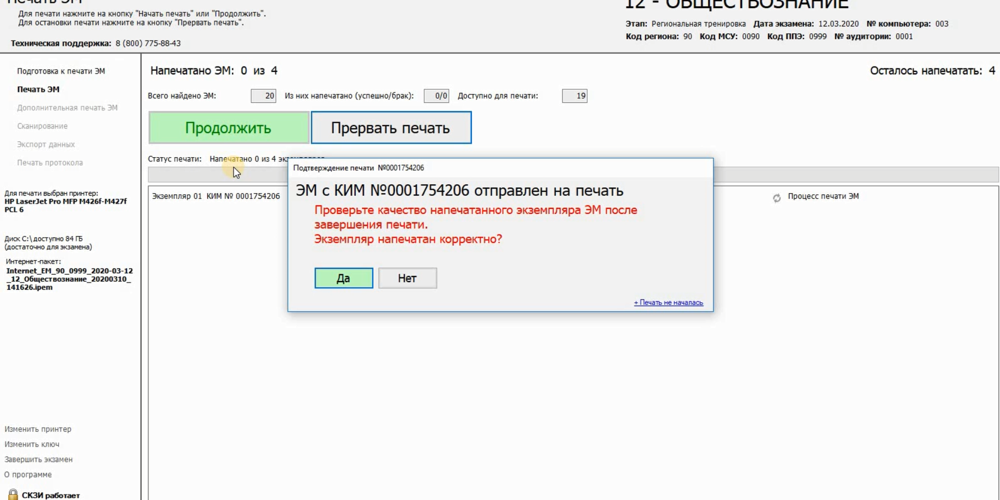 Печать ЭМ
Для печати нажмите на кнопку "Начать печать" или "Продолжить".
Для остановки печати нажмите на кнопку "Прервать печать".
Техническая поддержка: 8 (800) 775-88-43
12 - ОБЩЕСТВОЗНАНИЕ
Этап: Региональная тренировка Дата экзамена: 12.03.2020 № компьютера: 003
Код региона: 90 Код МСУ: 0090 Код ППЭ: 0999 № аудитории: 0001
Подготовка к печати ЭМ
Печать ЭМ
Дополнительная печать ЭМ
Сканирование
Экспорт данных
Печать протокола
Для печати выбран принтер:
HP LaserJet Pro MFP M426f-M427f
PCL 6
Диск C:\ доступно 84 ГБ
(достаточно для экзамена)
Интернет-пакет:
Internet_EM_90_0999_2020-03-12
_12_Обществознание_20200310_
141626.ipem
Изменить принтер
Изменить ключ
Завершить экзамен
О программе
СКЗИ работает
Напечатано ЭМ: 0 из 4
Осталось напечатать: 4
Всего найдено ЭМ: 20 Из них напечатано (успешно/брак): 0/0 Доступно для печати: 19
Продолжить
Прервать печать
Статус печати: Напечатано 0 из 4
Экземпляр 01 КИМ № 0001754206
Процесс печати ЭМ
Подтверждение печати №0001754206
ЭМ с КИМ №0001754206 отправлен на печать
Проверьте качество напечатанного экземпляра ЭМ после
завершения печати.
Экземпляр напечатан корректно?
Да
Нет
+ Печать не началась